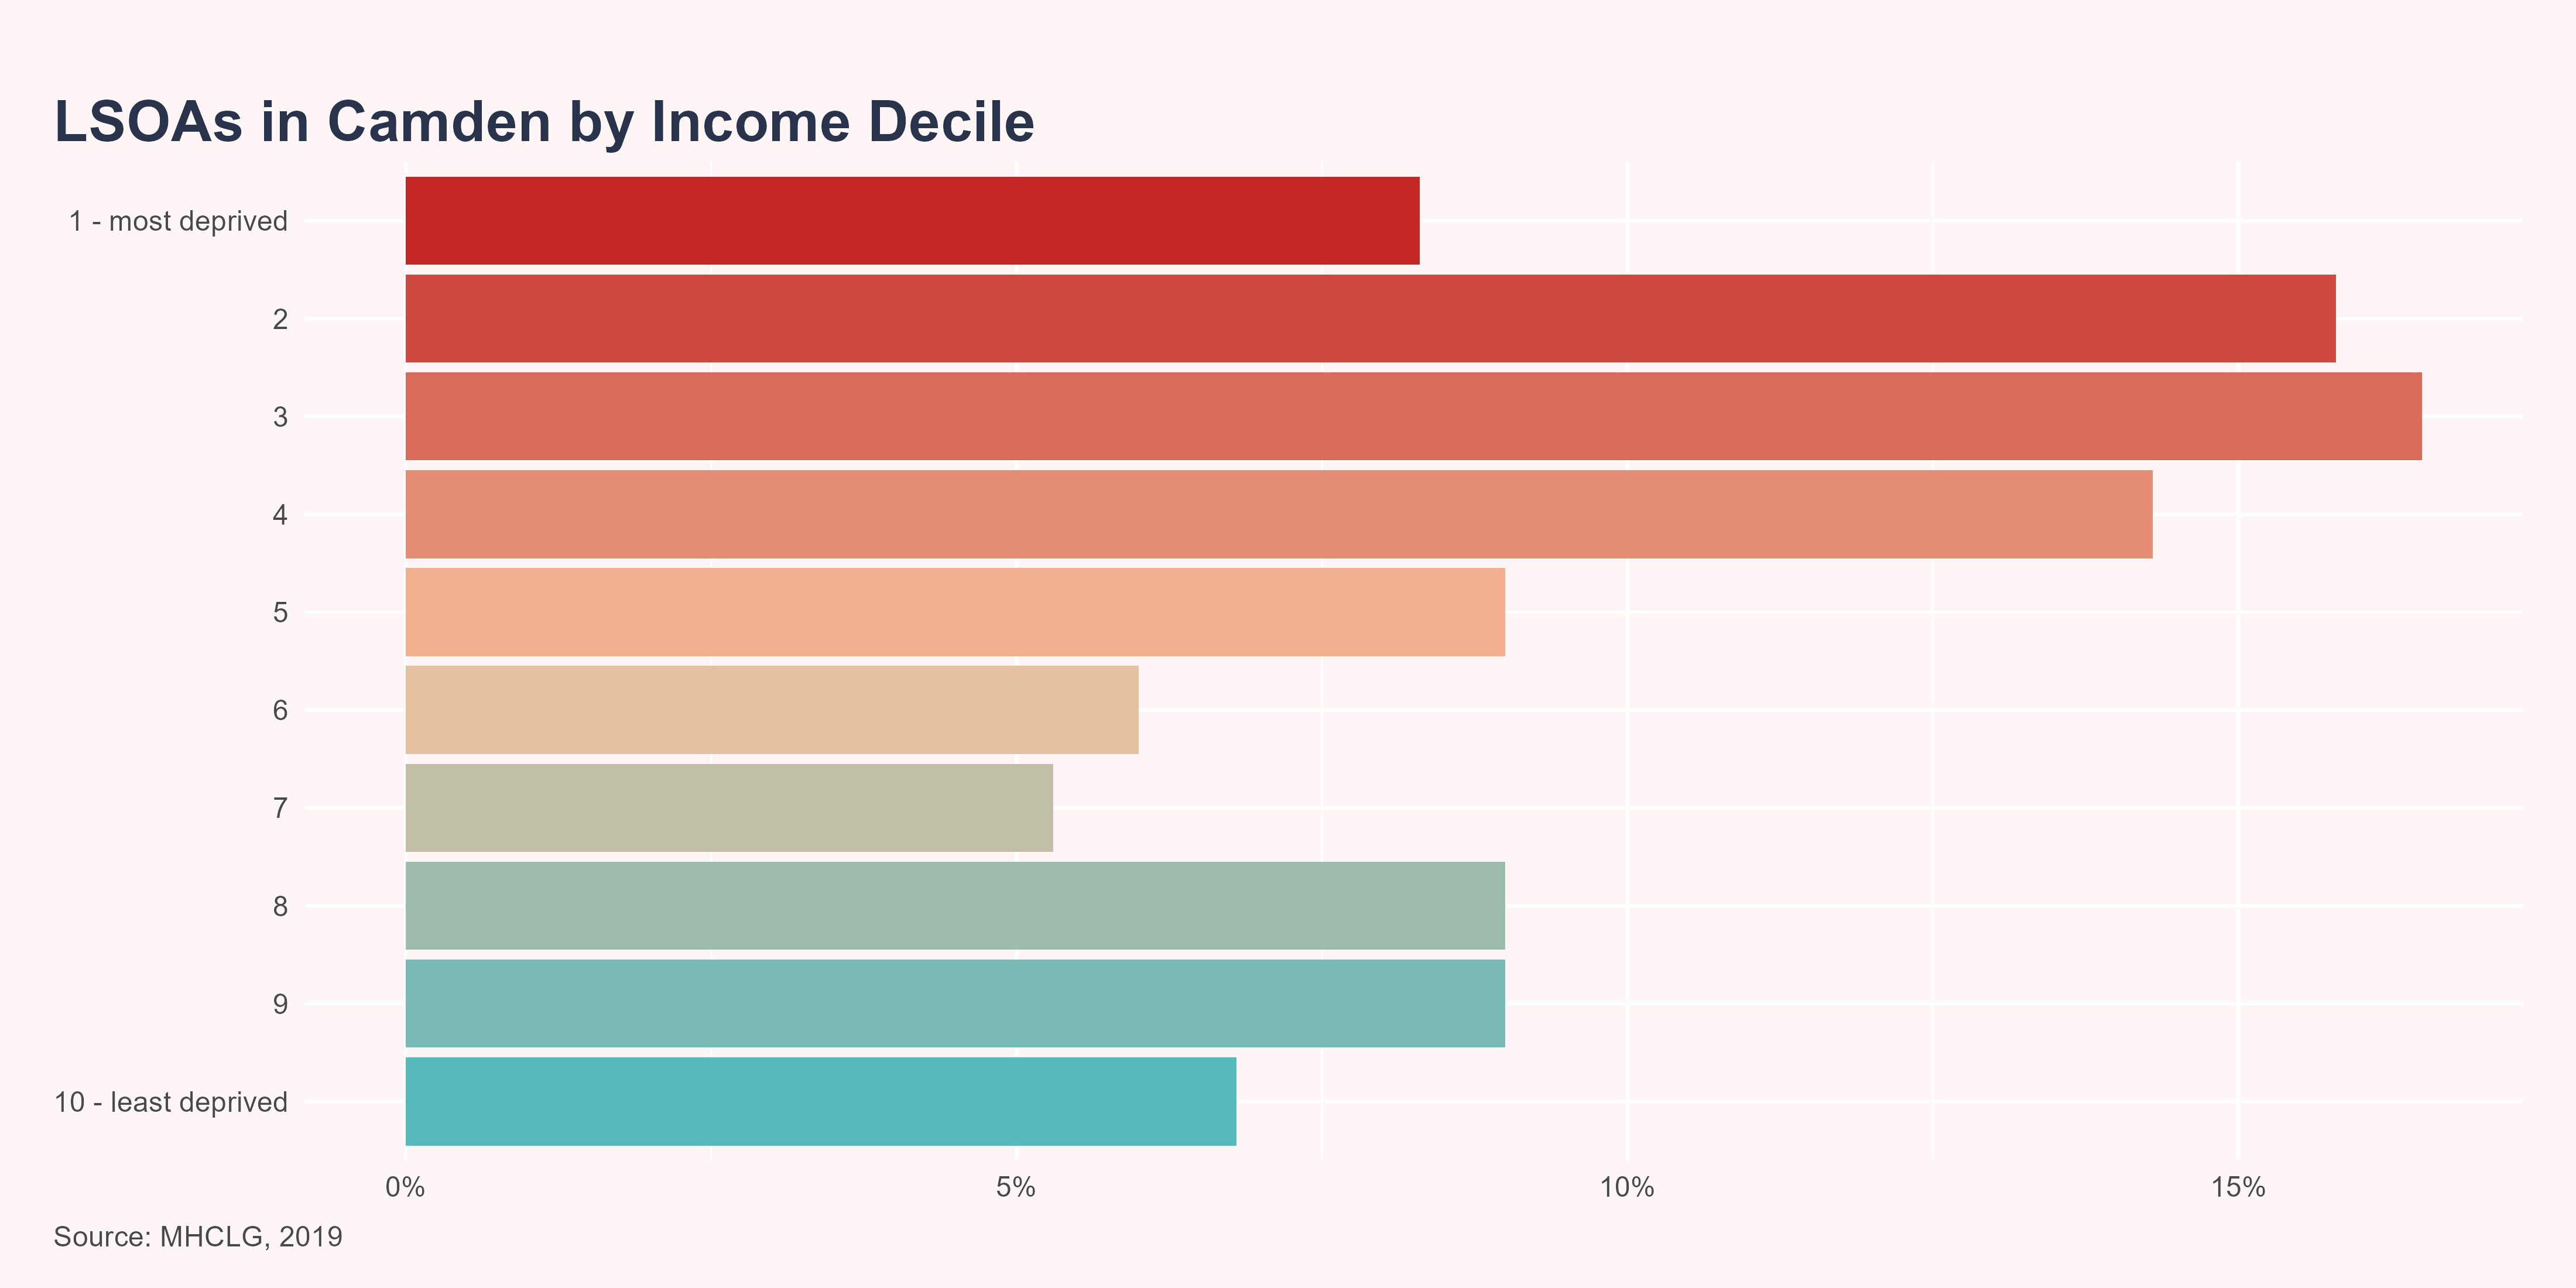 LSOAs in Camden by Income Decile
1 - most deprived
2
3
4
5
6
7
8
9
10 - least deprived
0% 5% 10% 15%
Source: MHCLG, 2019